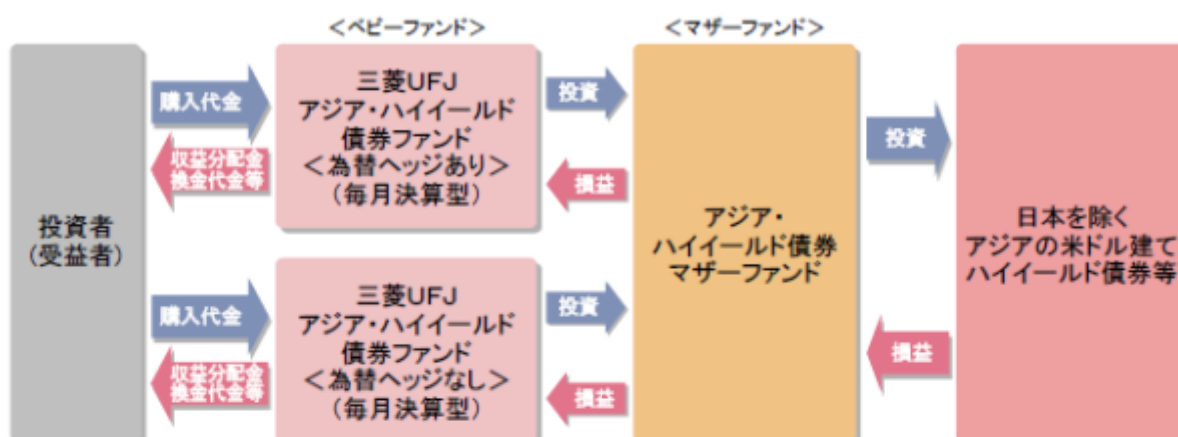 ＜ベビーファンド＞
＜マザーファンド＞
投資者
(受益者)
購入代金
収益分配金
換金代金等
三菱UFJ
アジア・ハイイールド
債券ファンド
＜為替ヘッジあり＞
(毎月決算型)
投資
損益
購入代金
収益分配金
換金代金等
三菱UFJ
アジア・ハイイールド
債券ファンド
＜為替ヘッジなし＞
(毎月決算型)
投資
損益
アジア・
ハイイールド債券
マザーファンド
投資
損益
日本を除く
アジアの米ドル建て
ハイイールド債券等